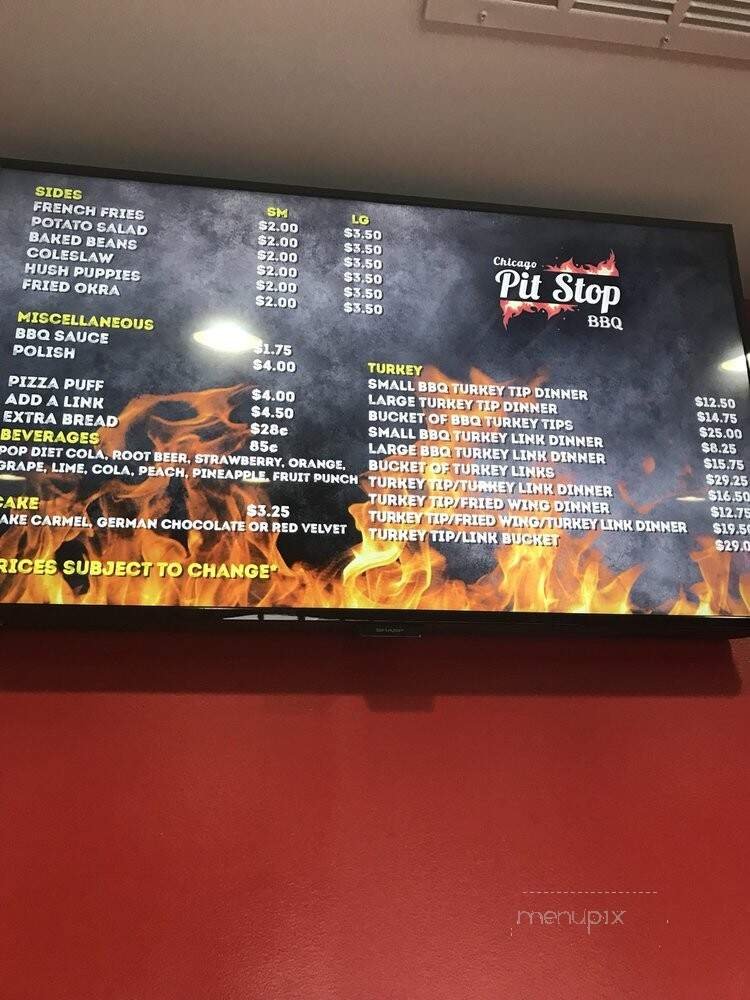 SIDES SM LG
FRENCH FRIES $2.00 $3.50
POTATO SALAD $2.00 $3.50
BAKED BEANS $2.00 $3.50
COLESLAW $2.00 $3.50
HUSH PUPPIES $2.00 $3.50
FRIED OKRA $2.00 $3.50
MISCELLANEOUS
BBQ SAUCE $1.75
POLISH $4.00
PIZZA PUFF $4.00
ADD A LINK $4.50
EXTRA BREAD $28¢
BEVERAGES 85¢
POP DIET COLA, ROOT BEER, STRAWBERRY, ORANGE,
GRAPE, LIME, COLA, PEACH, PINEAPPLE, FRUIT PUNCH
CAKE $3.25
AKE CARMEL, GERMAN CHOCOLATE OR RED VELVET
RICES SUBJECT TO CHANGE*
Chicago
Pit Stop
BBQ
TURKEY
SMALL BBQ TURKEY TIP DINNER $12.50
LARGE TURKEY TIP DINNER $14.75
BUCKET OF BBQ TURKEY TIPS $25.00
SMALL BBQ TURKEY LINK DINNER $8.25
LARGE BBQ TURKEY LINK DINNER $15.75
BUCKET OF TURKEY LINKS $29.25
TURKEY TIP/TURKEY LINK DINNER $16.50
TURKEY TIP/FRIED WING DINNER $12.75
TURKEY TIP/FRIED WING/TURKEY LINK DINNER $19.5
TURKEY TIP/LINK BUCKET $29.0
SHARP
menupix